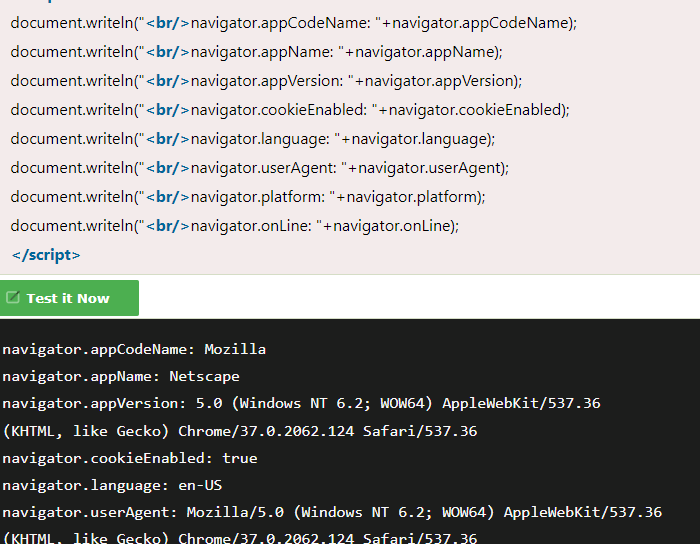 document.writeln("<br/>navigator.appCodeName: "+navigator.appCodeName);
document.writeln("<br/>navigator.appName: "+navigator.appName);
document.writeln("<br/>navigator.appVersion: "+navigator.appVersion);
document.writeln("<br/>navigator.cookieEnabled: "+navigator.cookieEnabled);
document.writeln("<br/>navigator.language: "+navigator.language);
document.writeln("<br/>navigator.userAgent: "+navigator.userAgent);
document.writeln("<br/>navigator.platform: "+navigator.platform);
document.writeln("<br/>navigator.onLine: "+navigator.onLine);
</script>
Test it Now
navigator.appCodeName: Mozilla
navigator.appName: Netscape
navigator.appVersion: 5.0 (Windows NT 6.2; WOW64) AppleWebKit/537.36
(KHTML, like Gecko) Chrome/37.0.2062.124 Safari/537.36
navigator.cookieEnabled: true
navigator.language: en-US
navigator.userAgent: Mozilla/5.0 (Windows NT 6.2; WOW64) AppleWebKit/537.36
(KHTML, like Gecko) Chrome/37.0.2062.124 Safari/537.36